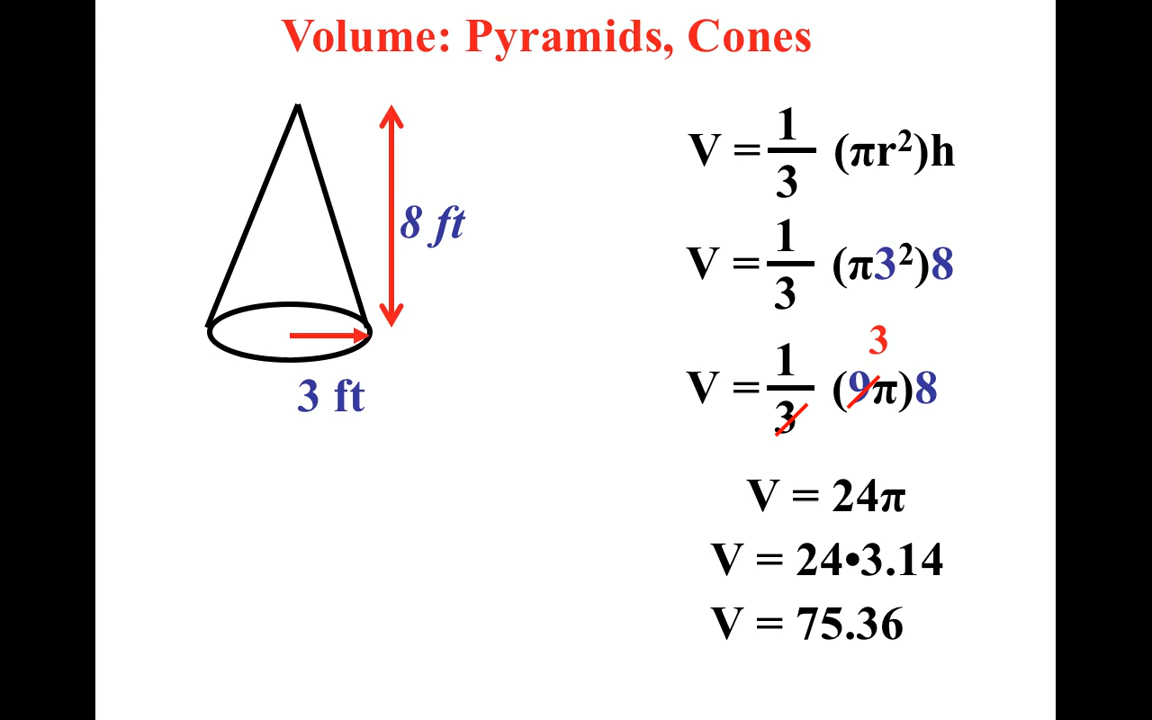 Volume: Pyramids, Cones
8 ft
3 ft
V = 1/3 (πr²)h
V = 1/3 (π3²)8
3
V = 1/3 (9π)8
V = 24π
V = 24•3.14
V = 75.36